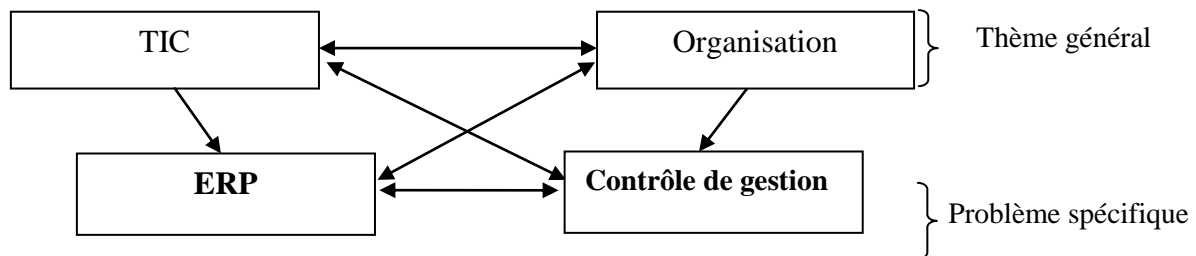 TIC
Organisation
Thème général
ERP
Contrôle de gestion
Problème spécifique